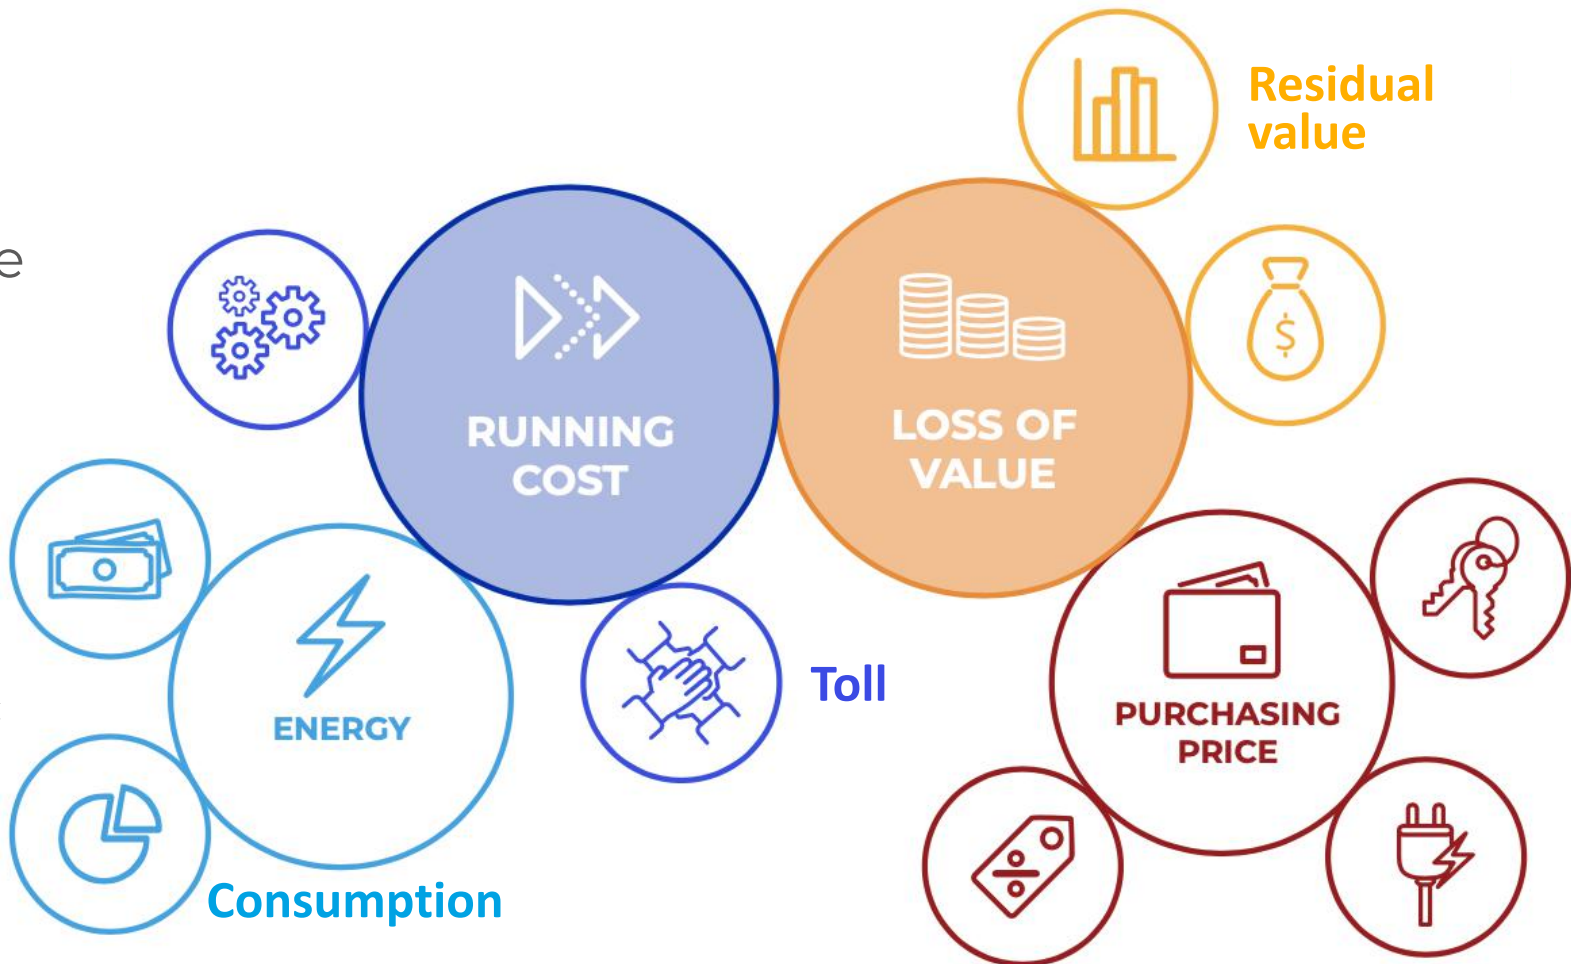 Residual
value
e
RUNNING
COST
LOSS OF
VALUE
$
Toll
ENERGY
PURCHASING
PRICE
Consumption